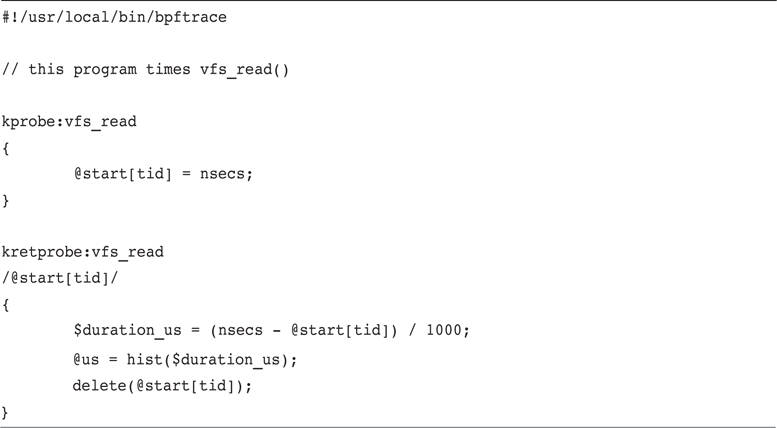 #!/usr/local/bin/bpftrace
// this program times vfs_read()
kprobe:vfs_read
{
        @start[tid] = nsecs;
}
kretprobe:vfs_read
/@start[tid]/
{
        $duration_us = (nsecs - @start[tid]) / 1000;
        @us = hist($duration_us);
        delete(@start[tid]);
}